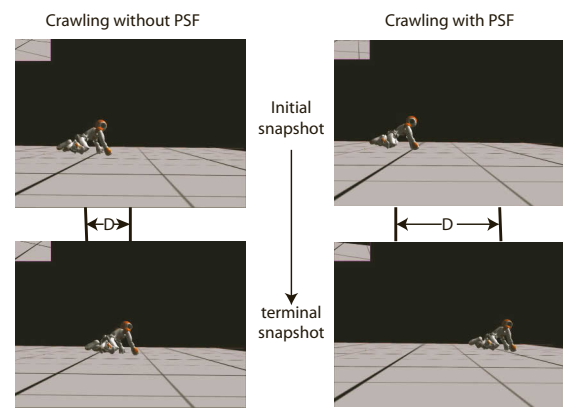 Crawling without PSF
Crawling with PSF
Initial
snapshot
D
D
terminal
snapshot